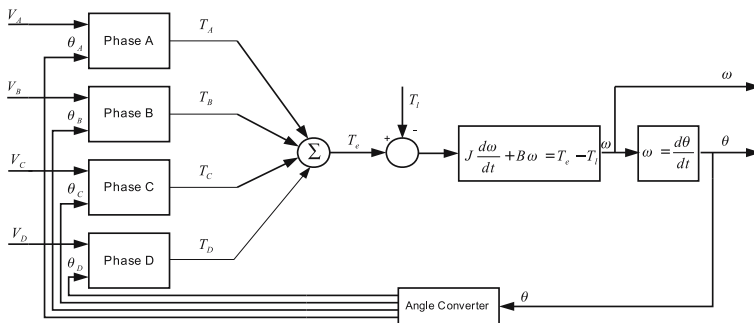 V_A
θ_A
Phase A
T_A
V_B
θ_B
Phase B
T_B
V_C
θ_C
Phase C
T_C
V_D
θ_D
Phase D
T_D
Σ
T_e
T_l
+
-
J dω/dt + Bω = T_e − T_l
ω
ω
ω = dθ/dt
θ
θ
Angle Converter